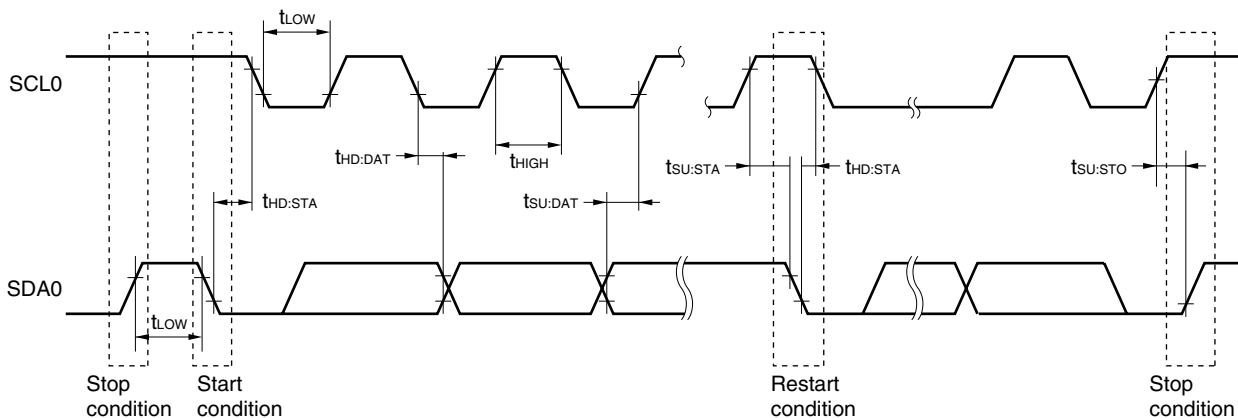 tLOW
SCL0
tHD:DAT
tHIGH
tSU:STA
tHD:STA
tSU:STO
tHD:STA
tSU:DAT
SDA0
tLOW
Stop
condition
Start
condition
Restart
condition
Stop
condition